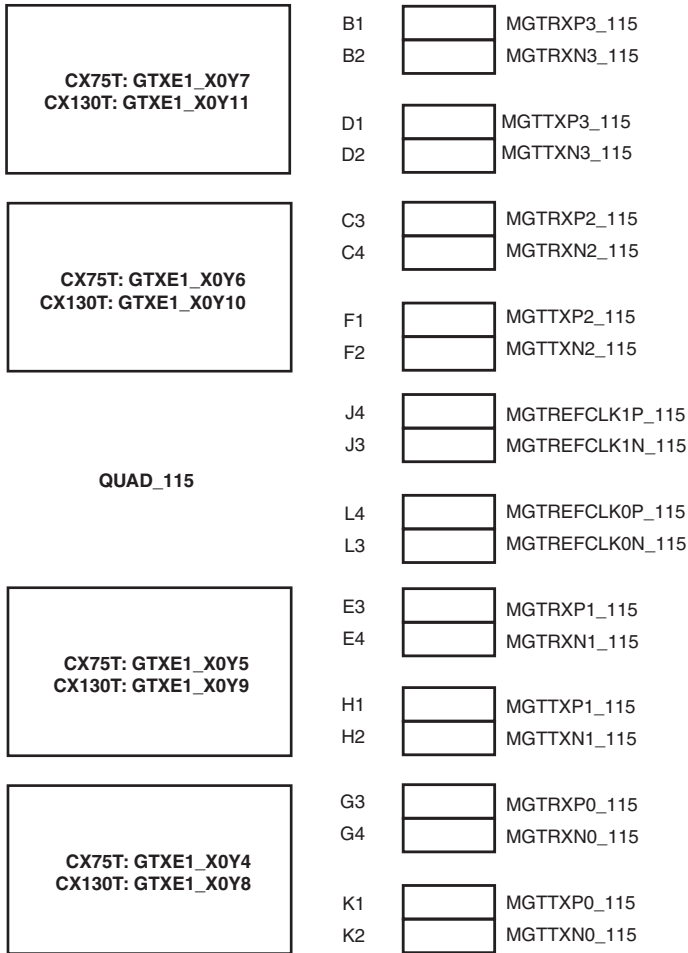 B1 MGTRXP3_115
B2 MGTRXN3_115
CX75T: GTXE1_X0Y7
CX130T: GTXE1_X0Y11
D1 MGTTXP3_115
D2 MGTTXN3_115
C3 MGTRXP2_115
C4 MGTRXN2_115
CX75T: GTXE1_X0Y6
CX130T: GTXE1_X0Y10
F1 MGTTXP2_115
F2 MGTTXN2_115
J4 MGTREFCLK1P_115
J3 MGTREFCLK1N_115
QUAD_115
L4 MGTREFCLK0P_115
L3 MGTREFCLK0N_115
E3 MGTRXP1_115
E4 MGTRXN1_115
CX75T: GTXE1_X0Y5
CX130T: GTXE1_X0Y9
H1 MGTTXP1_115
H2 MGTTXN1_115
G3 MGTRXP0_115
G4 MGTRXN0_115
CX75T: GTXE1_X0Y4
CX130T: GTXE1_X0Y8
K1 MGTTXP0_115
K2 MGTTXN0_115